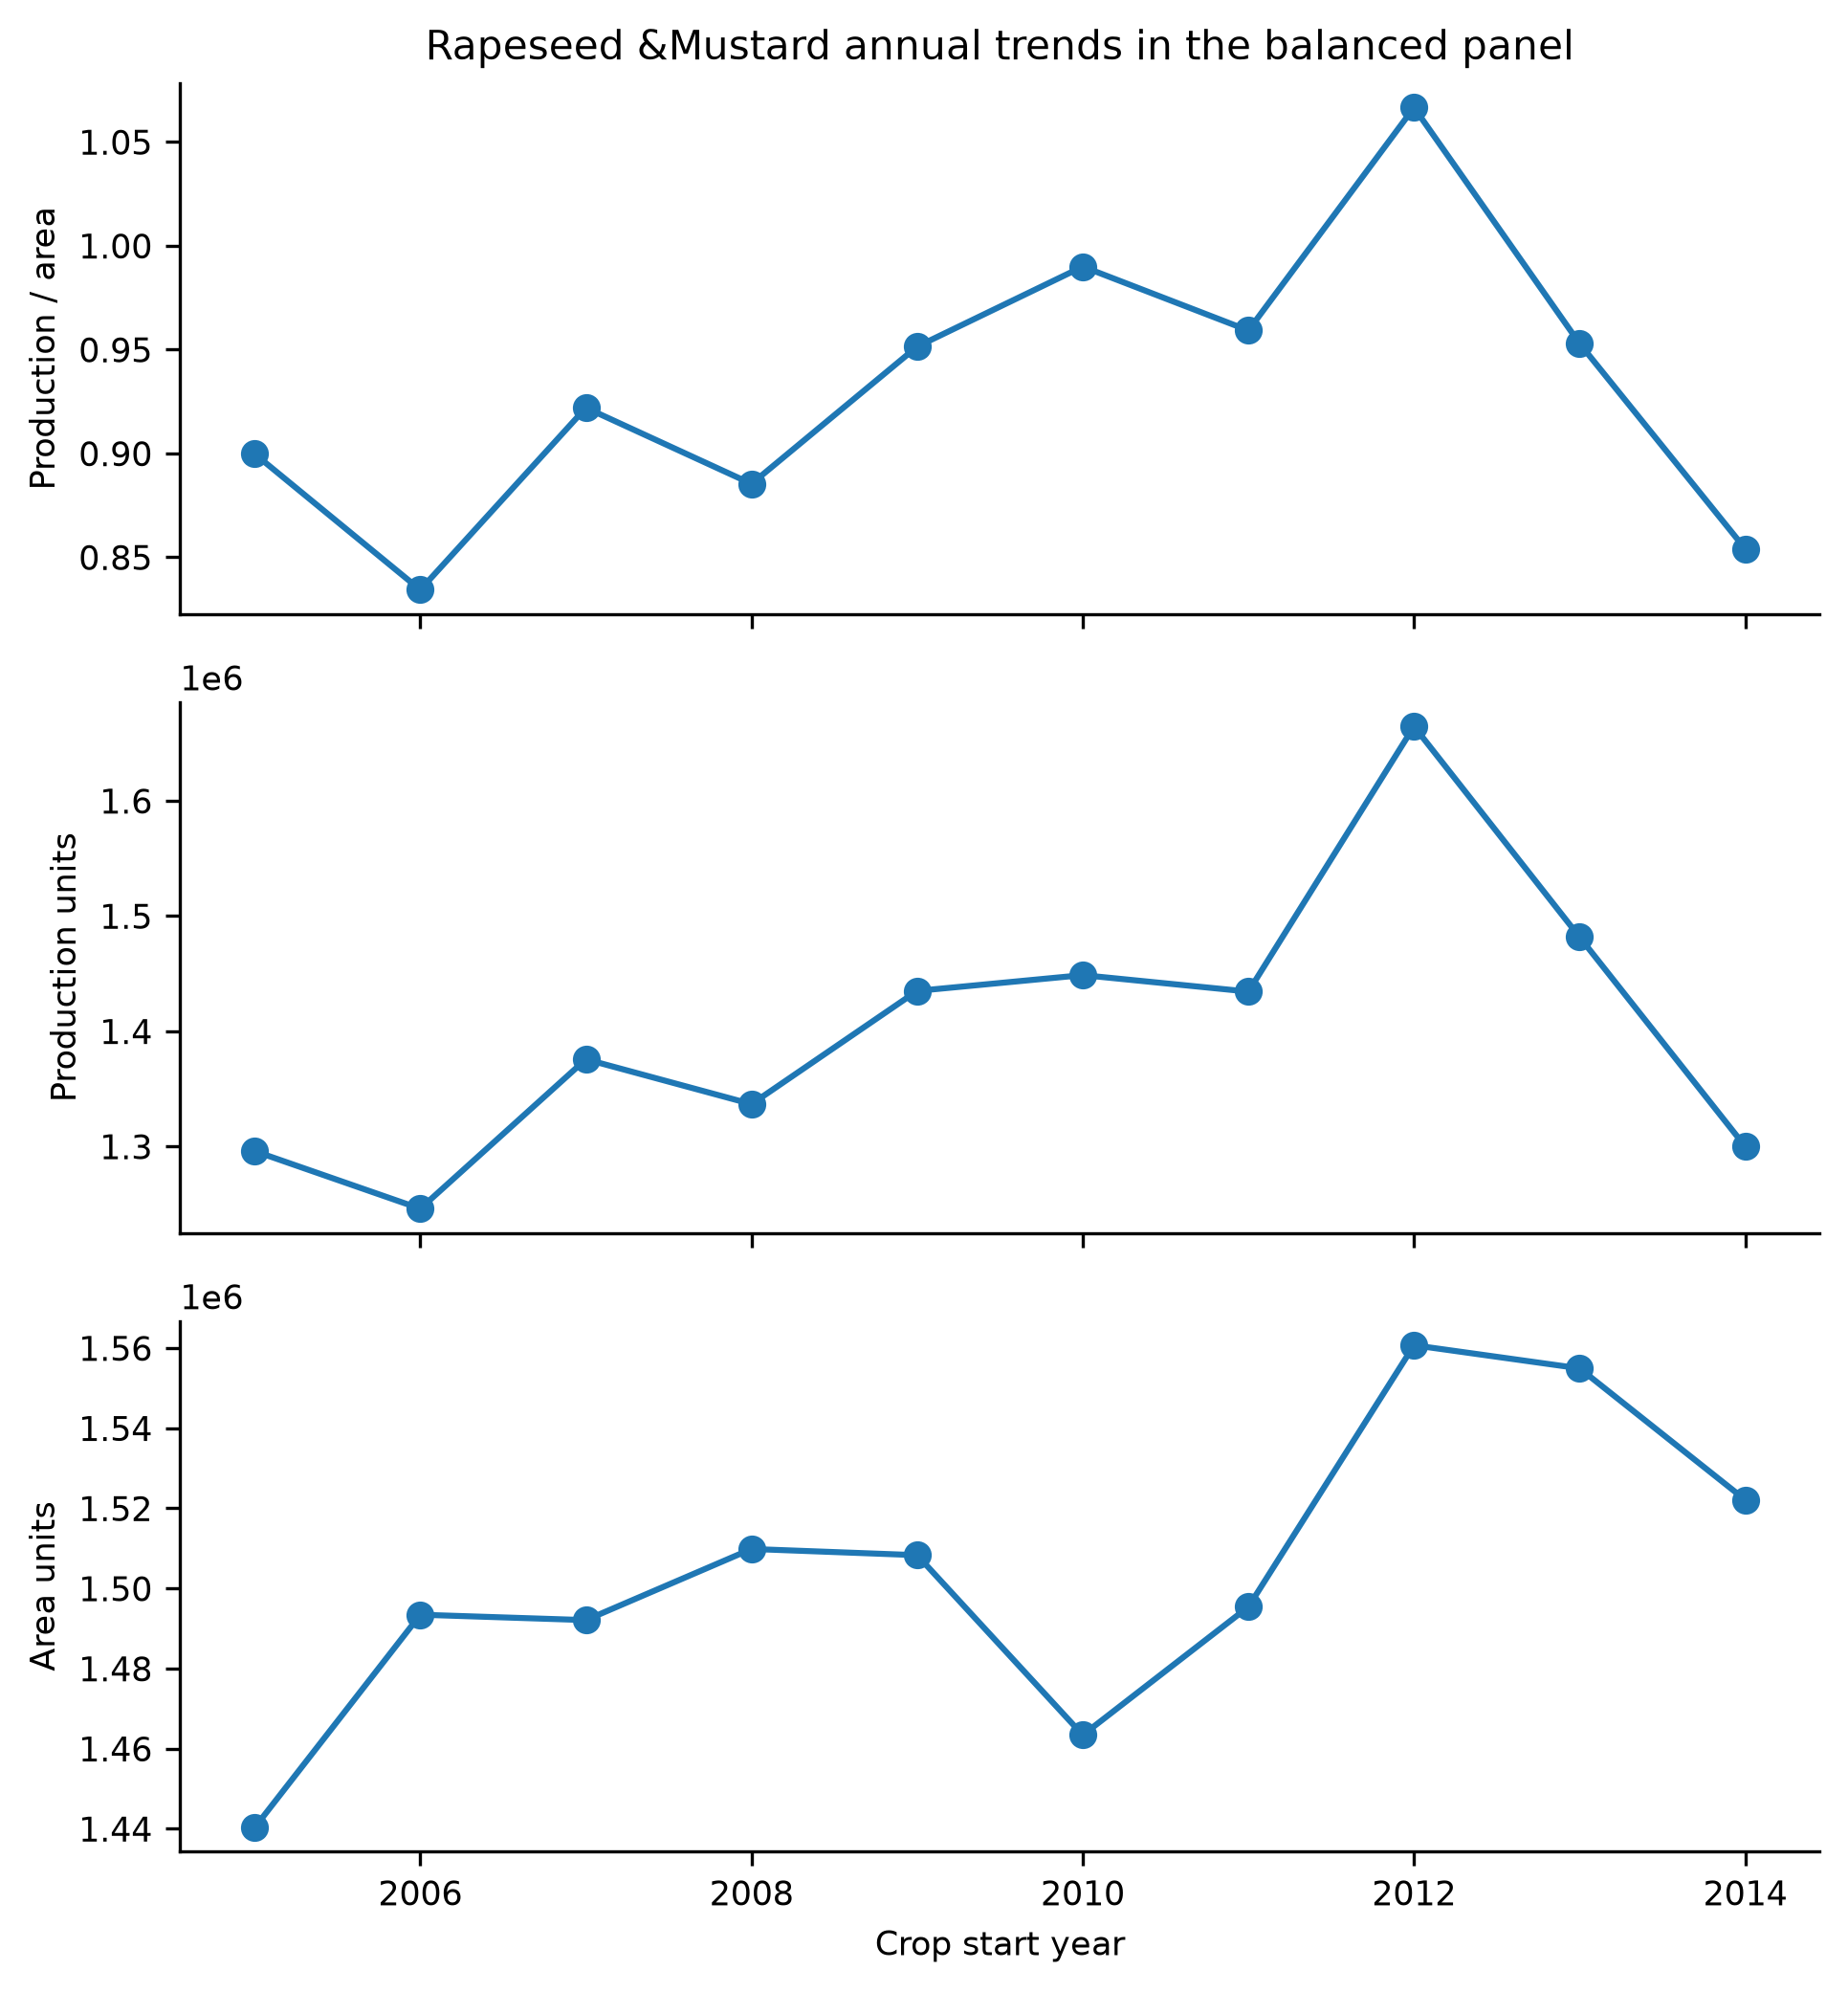 Rapeseed &Mustard annual trends in the balanced panel
Production / area
1.05
1.00
0.95
0.90
0.85
1e6
Production units
1.6
1.5
1.4
1.3
1e6
Area units
1.56
1.54
1.52
1.50
1.48
1.46
1.44
2006 2008 2010 2012 2014
Crop start year